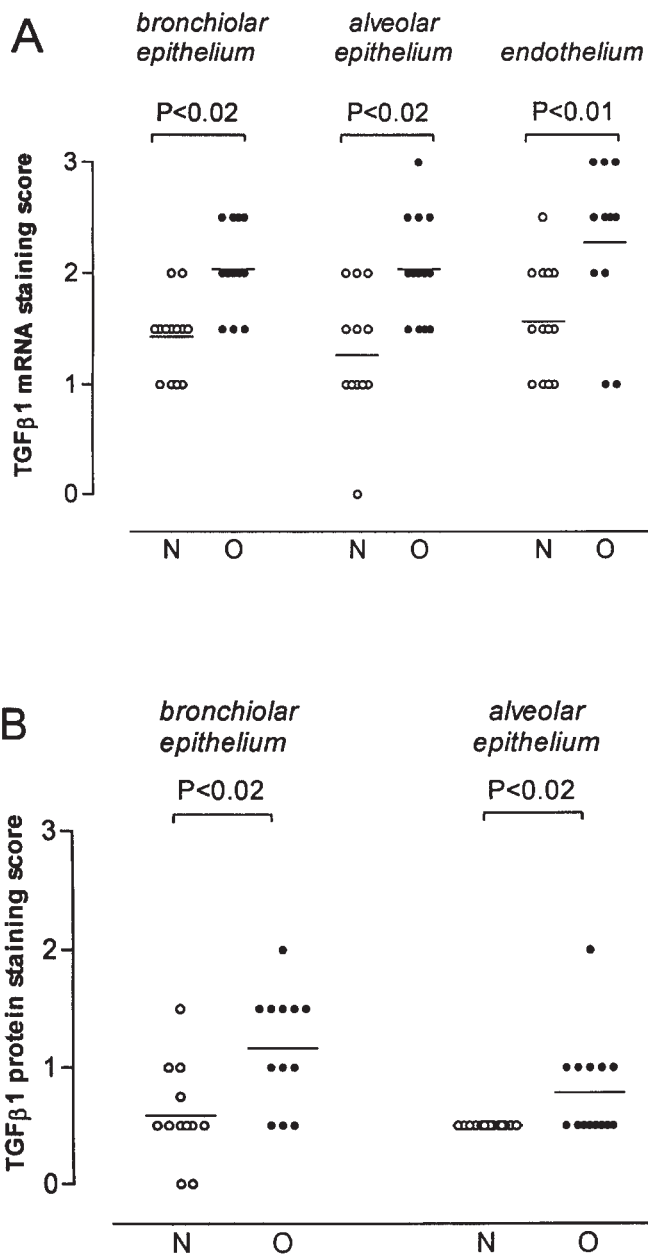 A
bronchiolar
epithelium
alveolar
epithelium
endothelium
P<0.02
P<0.02
P<0.01
TGFβ1 mRNA staining score
3
2
1
0
N O N O N O
B
bronchiolar
epithelium
alveolar
epithelium
P<0.02
P<0.02
TGFβ1 protein staining score
3
2
1
0
N O N O